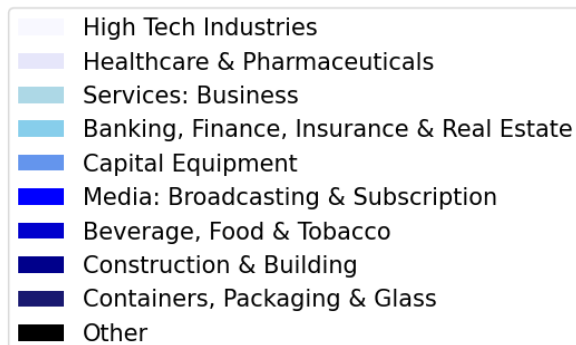 High Tech Industries
Healthcare & Pharmaceuticals
Services: Business
Banking, Finance, Insurance & Real Estate
Capital Equipment
Media: Broadcasting & Subscription
Beverage, Food & Tobacco
Construction & Building
Containers, Packaging & Glass
Other